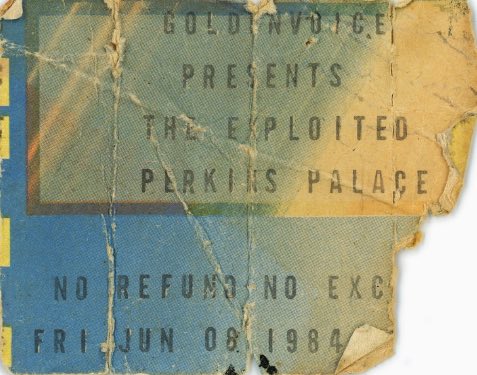 GOLDENVOICE
PRESENTS
THE EXPLOITED
PERKINS PALACE
NO REFUND NO EXC
FRI JUN 08 1984